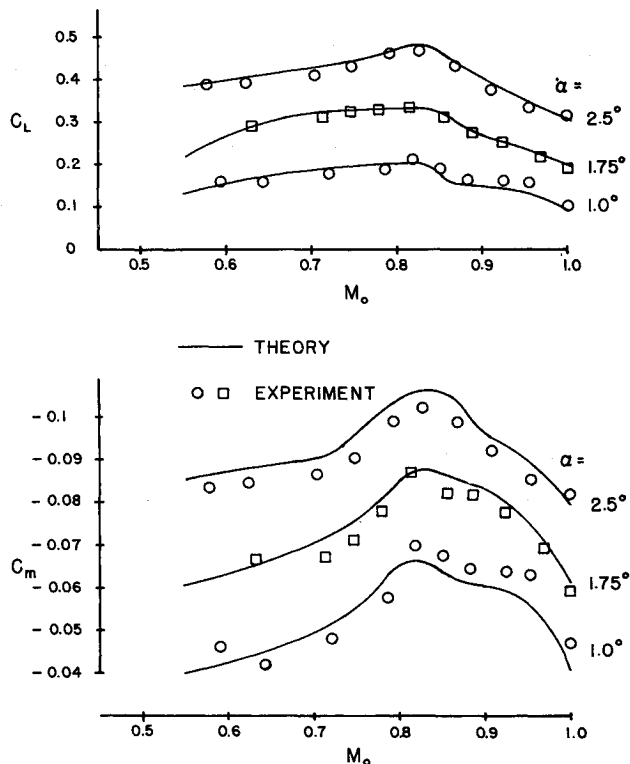 0.5
0.4
0.3
0.2
0.1
0
C_L
α =
2.5°
1.75°
1.0°
0.5 0.6 0.7 0.8 0.9 1.0
M_o
THEORY
EXPERIMENT
- 0.1
- 0.09
- 0.08
- 0.07
- 0.06
- 0.05
- 0.04
C_m
α =
2.5°
1.75°
1.0°
0.5 0.6 0.7 0.8 0.9 1.0
M_o